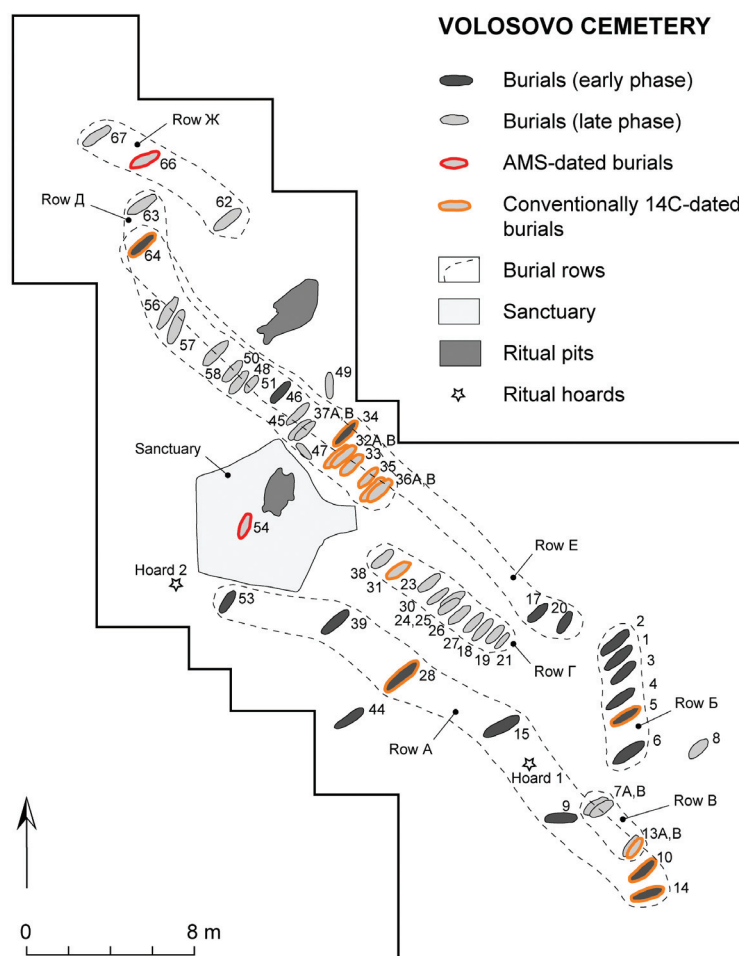 VOLOSOVO CEMETERY
Burials (early phase)
Burials (late phase)
AMS-dated burials
Conventionally 14C-dated
burials
Burial rows
Sanctuary
Ritual pits
Ritual hoards
Row Ж
67
66
Row Д
63
62
64
56
57
50
48
58
51
46
49
37A,B
34
45
32A,B
33
47
35
36A,B
Sanctuary
54
Hoard 2
53
38
31
23
30
24, 25
26
27
18
19
21
Row E
17
20
Row Г
2
1
3
4
5
Row Б
6
8
39
28
44
Row A
15
Hoard 1
7A,B
Row B
9
13A,B
10
14
0
8 m